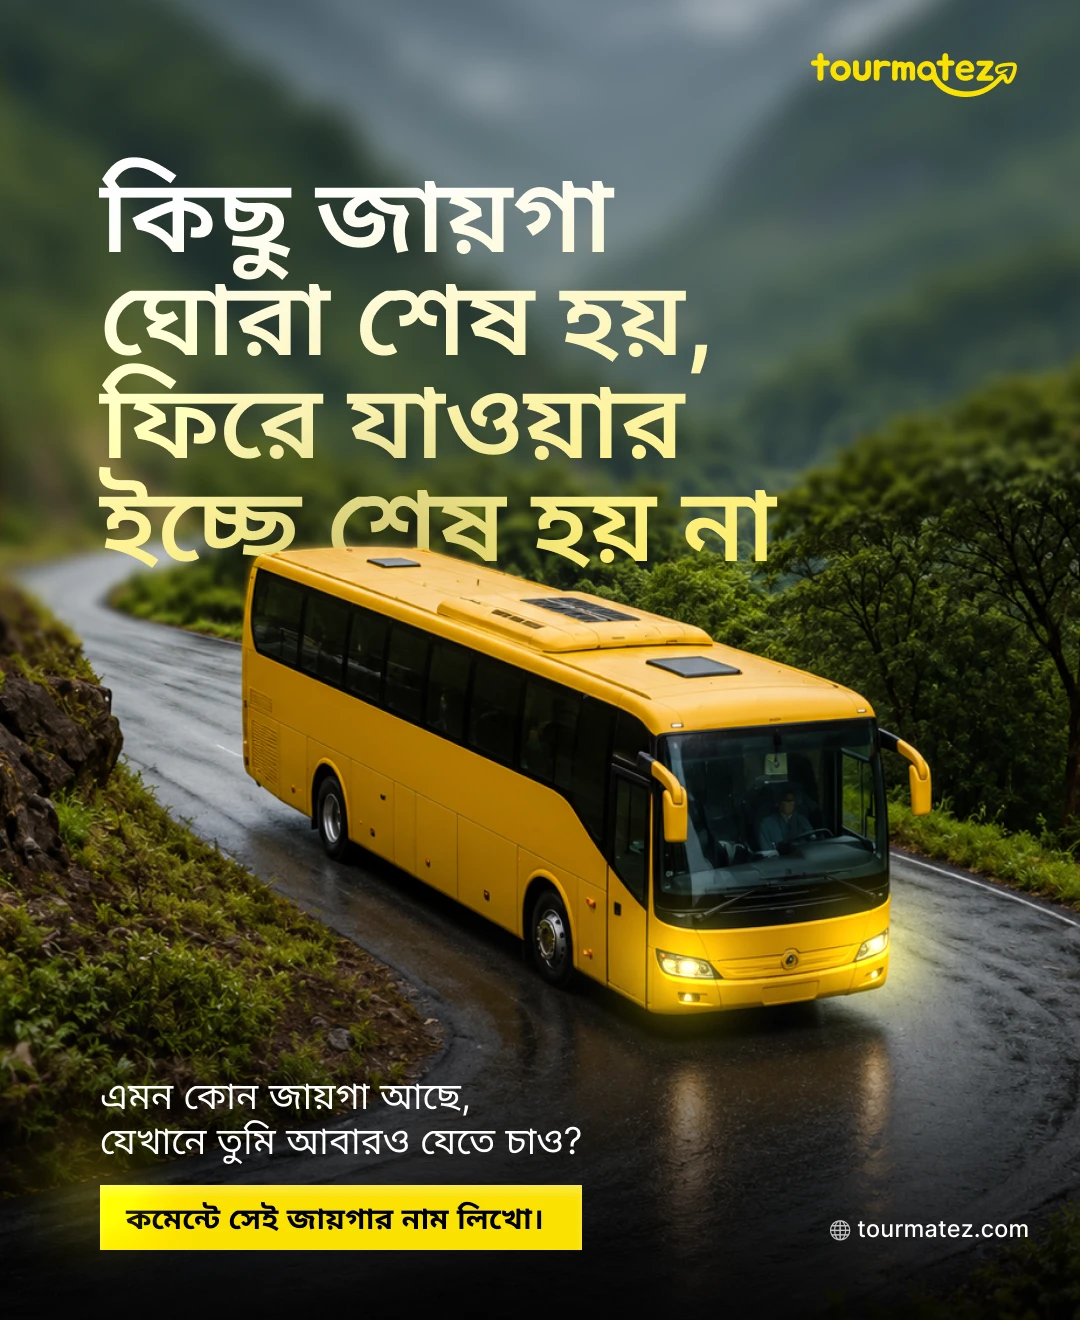 tourmatez
কিছু জায়গা
ঘোরা শেষ হয়,
ফিরে যাওয়ার
ইচ্ছে শেষ হয় না
এমন কোন জায়গা আছে,
যেখানে তুমি আবারও যেতে চাও?
কমেন্টে সেই জায়গার নাম লিখো।
tourmatez.com